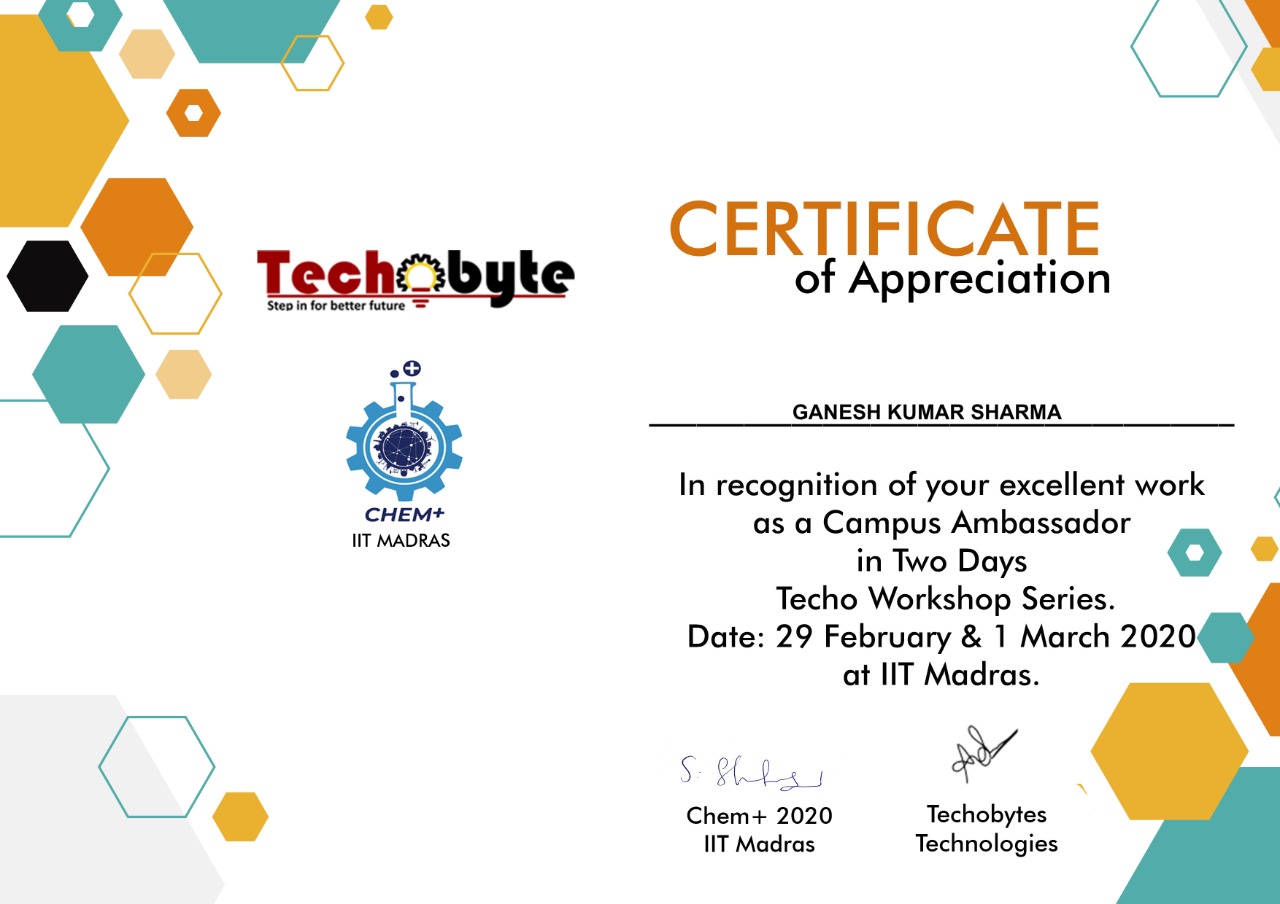 Techobyte
Step in for better future
CHEM+
IIT MADRAS
CERTIFICATE
of Appreciation
GANESH KUMAR SHARMA
In recognition of your excellent work
as a Campus Ambassador
in Two Days
Techo Workshop Series.
Date: 29 February & 1 March 2020
at IIT Madras.
Chem+ 2020
IIT Madras
Techobytes
Technologies